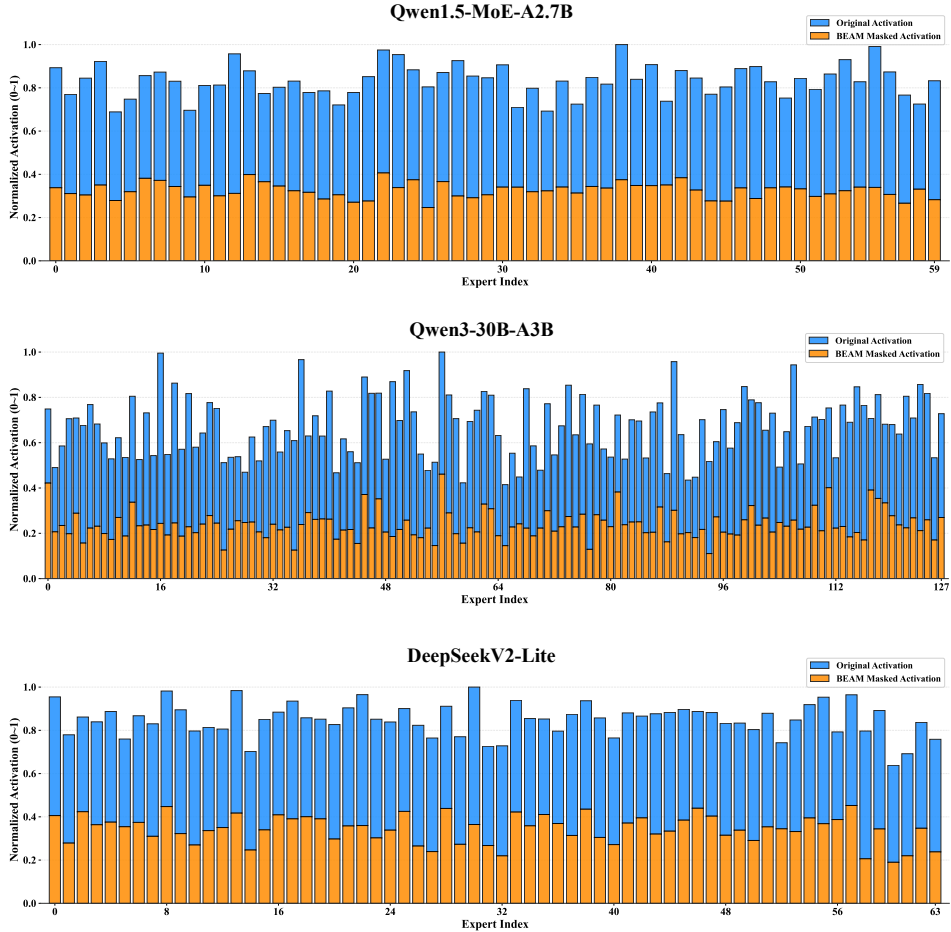 Qwen1.5-MoE-A2.7B
Original Activation
BEAM Masked Activation
Normalized Activation (0~1)
1.0
0.8
0.6
0.4
0.2
0.0
0 10 20 30 40 50 59
Expert Index
Qwen3-30B-A3B
Original Activation
BEAM Masked Activation
Normalized Activation (0~1)
1.0
0.8
0.6
0.4
0.2
0.0
0 16 32 48 64 80 96 112 127
Expert Index
DeepSeekV2-Lite
Original Activation
BEAM Masked Activation
Normalized Activation (0~1)
1.0
0.8
0.6
0.4
0.2
0.0
0 8 16 24 32 40 48 56 63
Expert Index